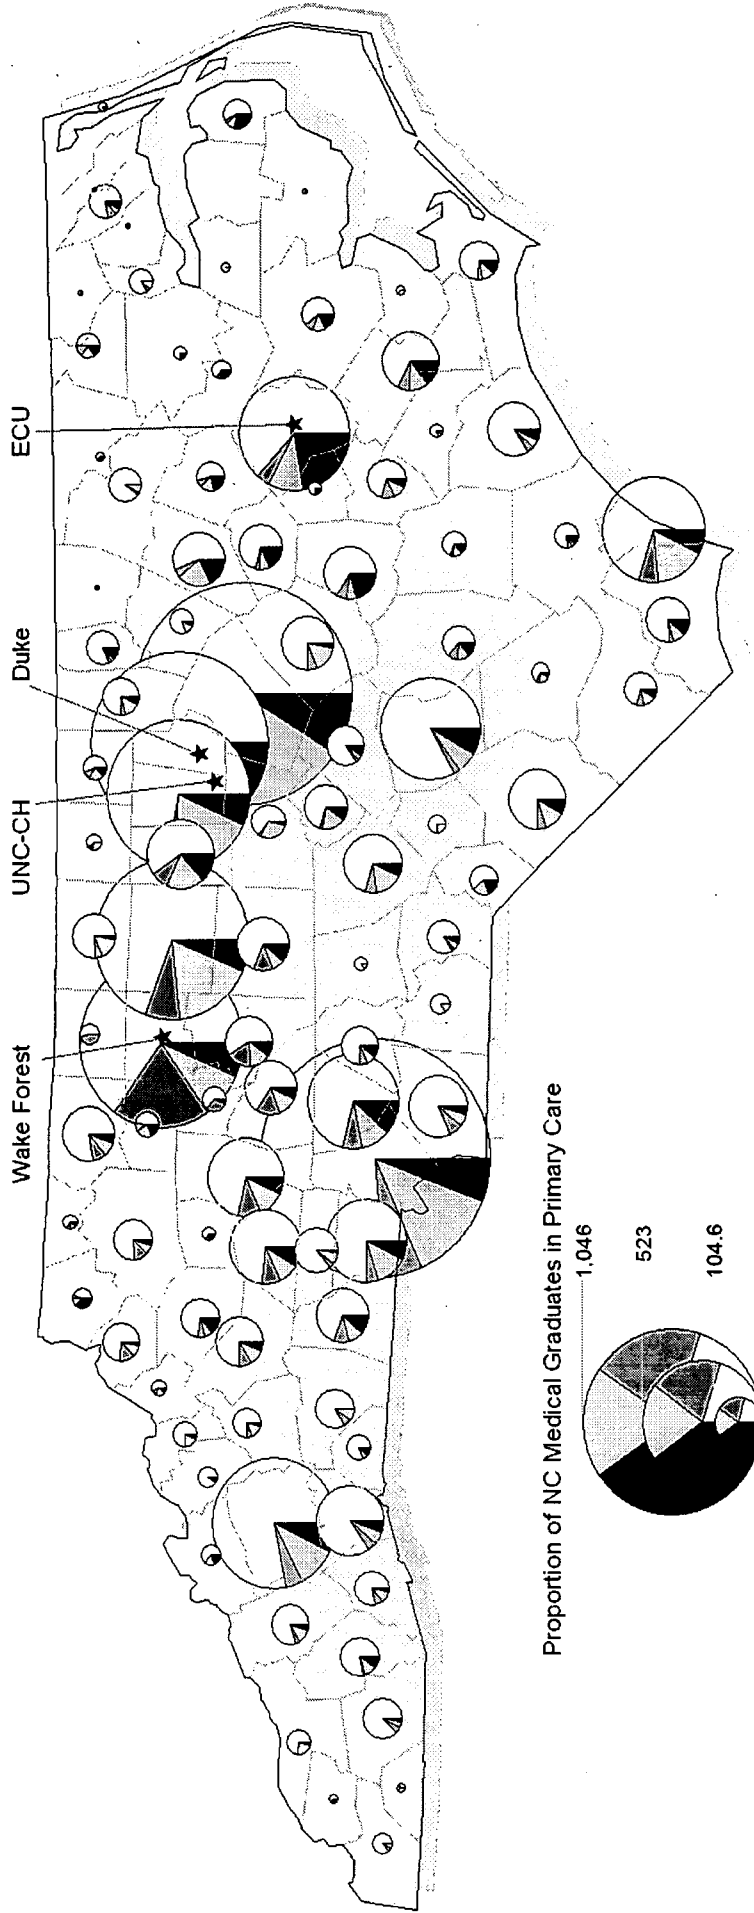 Wake Forest
UNC-CH
Duke
ECU
Proportion of NC Medical Graduates in Primary Care
1,046
523
104.6